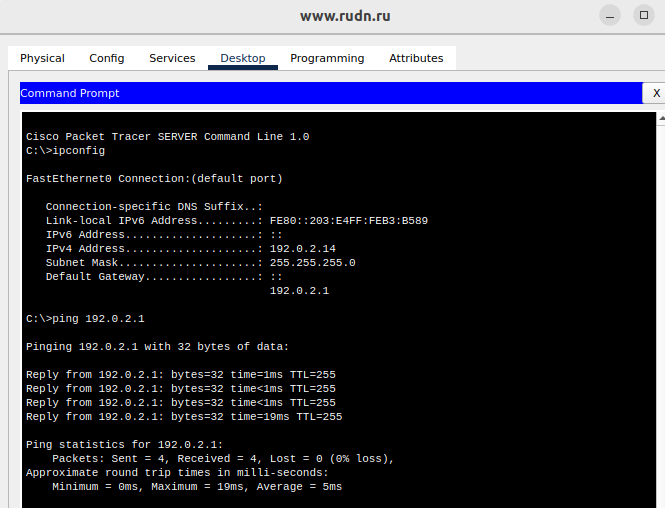 www.rudn.ru
Physical Config Services Desktop Programming Attributes
Command Prompt X
Cisco Packet Tracer SERVER Command Line 1.0
C:\>ipconfig
FastEthernet0 Connection:(default port)
Connection-specific DNS Suffix..:
Link-local IPv6 Address.........: FE80::203:E4FF:FEB3:B589
IPv6 Address....................: ::
IPv4 Address....................: 192.0.2.14
Subnet Mask.....................: 255.255.255.0
Default Gateway.................: ::
192.0.2.1
C:\>ping 192.0.2.1
Pinging 192.0.2.1 with 32 bytes of data:
Reply from 192.0.2.1: bytes=32 time=1ms TTL=255
Reply from 192.0.2.1: bytes=32 time<1ms TTL=255
Reply from 192.0.2.1: bytes=32 time<1ms TTL=255
Reply from 192.0.2.1: bytes=32 time=19ms TTL=255
Ping statistics for 192.0.2.1:
Packets: Sent = 4, Received = 4, Lost = 0 (0% loss),
Approximate round trip times in milli-seconds:
Minimum = 0ms, Maximum = 19ms, Average = 5ms